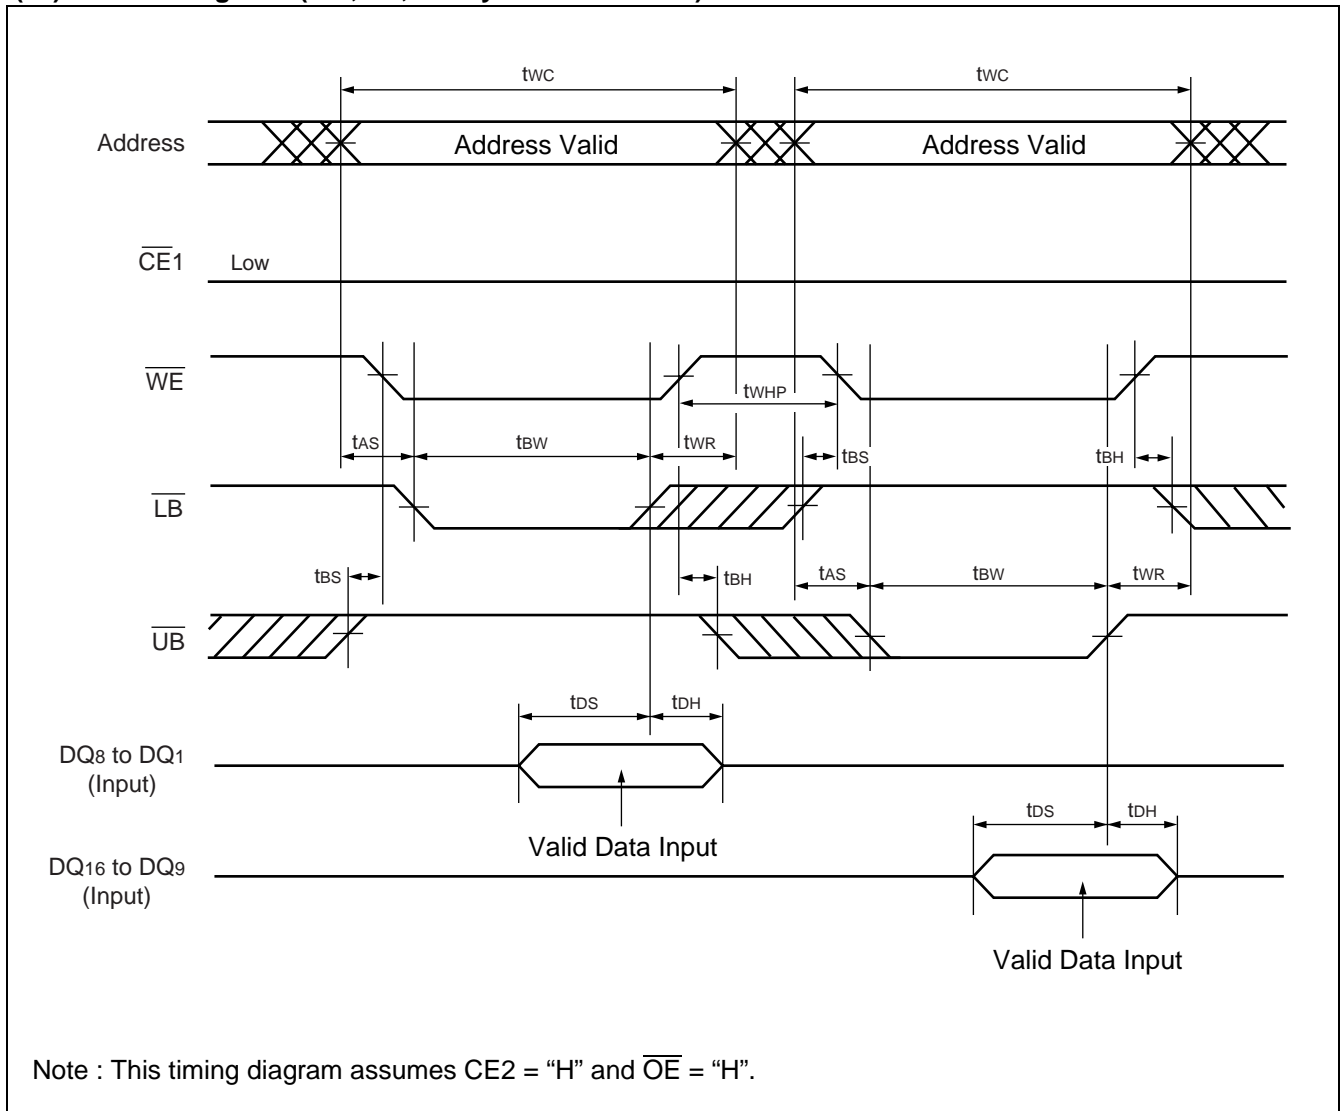 tWC tWC
Address Address Valid Address Valid
CE1 Low
WE
tWHP
tAS tBW tWR tBS tBH
LB
tBS tBH tAS tBW tWR
UB
tDS tDH
DQ8 to DQ1
(Input)
Valid Data Input
tDS tDH
DQ16 to DQ9
(Input)
Valid Data Input
Note : This timing diagram assumes CE2 = “H” and OE = “H”.